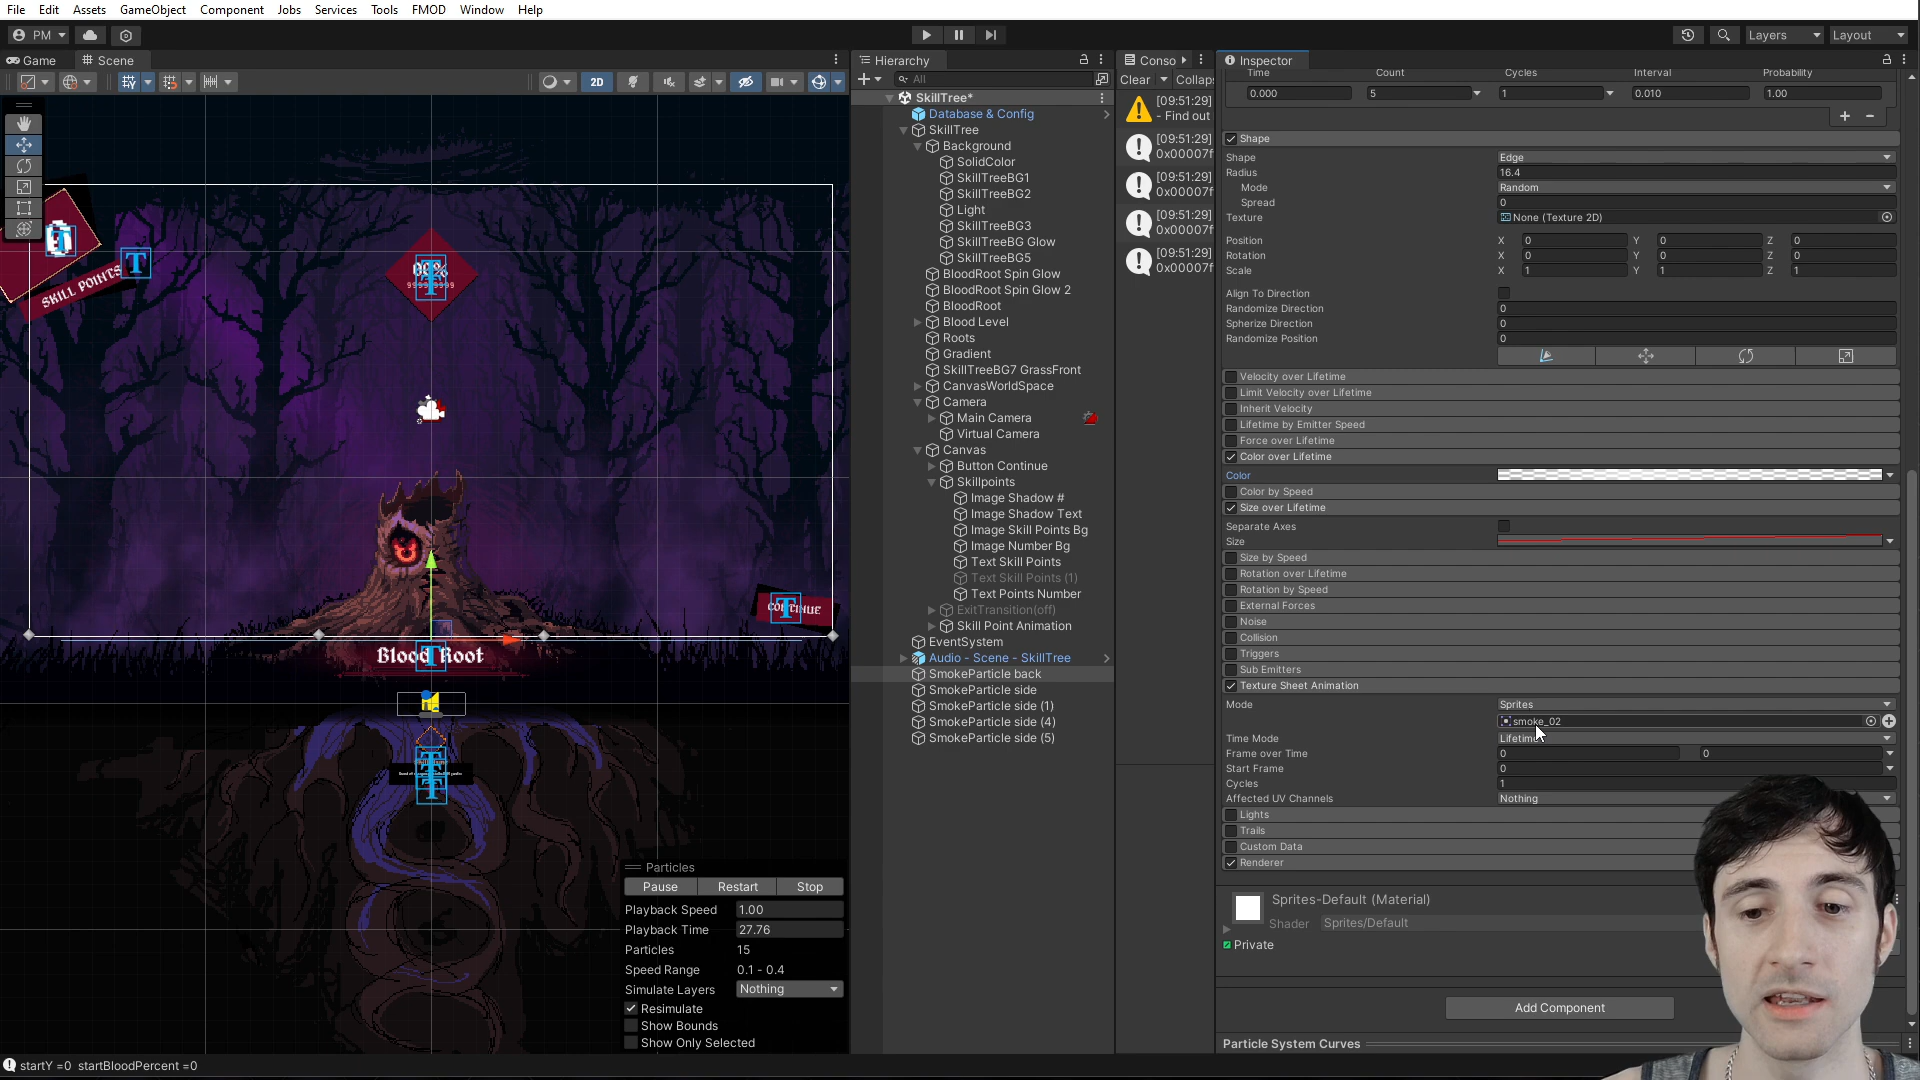 File Edit Assets GameObject Component Jobs Services Tools FMOD Window Help
PM
Layers
Layout
Game
Scene
2D
SKILL POINTS
T
00%
CONTINUE
Blood Root
Particles
Pause Restart Stop
Playback Speed 1.00
Playback Time 27.76
Particles 15
Speed Range 0.1 - 0.4
Simulate Layers Nothing
Resimulate
Show Bounds
Show Only Selected
startY =0 startBloodPercent =0
Hierarchy
All
SkillTree*
Database & Config
SkillTree
Background
SolidColor
SkillTreeBG1
SkillTreeBG2
Light
SkillTreeBG3
SkillTreeBG Glow
SkillTreeBG5
BloodRoot Spin Glow
BloodRoot Spin Glow 2
BloodRoot
Blood Level
Roots
Gradient
SkillTreeBG7 GrassFront
CanvasWorldSpace
Camera
Main Camera
Virtual Camera
Canvas
Button Continue
Skillpoints
Image Shadow #
Image Shadow Text
Image Skill Points Bg
Image Number Bg
Text Skill Points
Text Skill Points (1)
Text Points Number
ExitTransition(off)
Skill Point Animation
EventSystem
Audio - Scene - SkillTree
SmokeParticle back
SmokeParticle side
SmokeParticle side (1)
SmokeParticle side (4)
SmokeParticle side (5)
Conso
Clear Collaps
[09:51:29]
- Find out
[09:51:29]
0x00007f
[09:51:29]
0x00007f
[09:51:29]
0x00007f
[09:51:29]
0x00007f
Inspector
Time Count Cycles Interval Probability
0.000 5 1 0.010 1.00
Shape
Shape Edge
Radius 16.4
Mode Random
Spread 0
Texture None (Texture 2D)
Position X 0 Y 0 Z 0
Rotation X 0 Y 0 Z 0
Scale X 1 Y 1 Z 1
Align To Direction
Randomize Direction 0
Spherize Direction 0
Randomize Position 0
Velocity over Lifetime
Limit Velocity over Lifetime
Inherit Velocity
Lifetime by Emitter Speed
Force over Lifetime
Color over Lifetime
Color
Color by Speed
Size over Lifetime
Separate Axes
Size
Size by Speed
Rotation over Lifetime
Rotation by Speed
External Forces
Noise
Collision
Triggers
Sub Emitters
Texture Sheet Animation
Mode Sprites
smoke_02
Time Mode Lifetime
Frame over Time 0 0
Start Frame 0
Cycles 1
Affected UV Channels Nothing
Lights
Trails
Custom Data
Renderer
Sprites-Default (Material)
Shader Sprites/Default
Private
Add Component
Particle System Curves